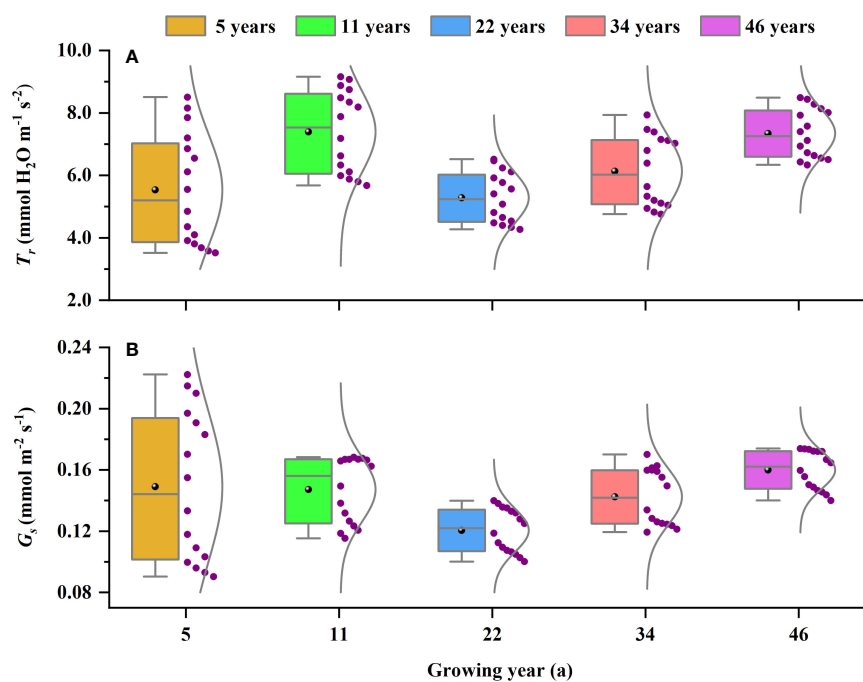 5 years 11 years 22 years 34 years 46 years
A
10.0
8.0
6.0
4.0
2.0
Tr (mmol H2O m⁻¹ s⁻²)
B
0.24
0.20
0.16
0.12
0.08
Gs (mmol m⁻² s⁻¹)
5 11 22 34 46
Growing year (a)